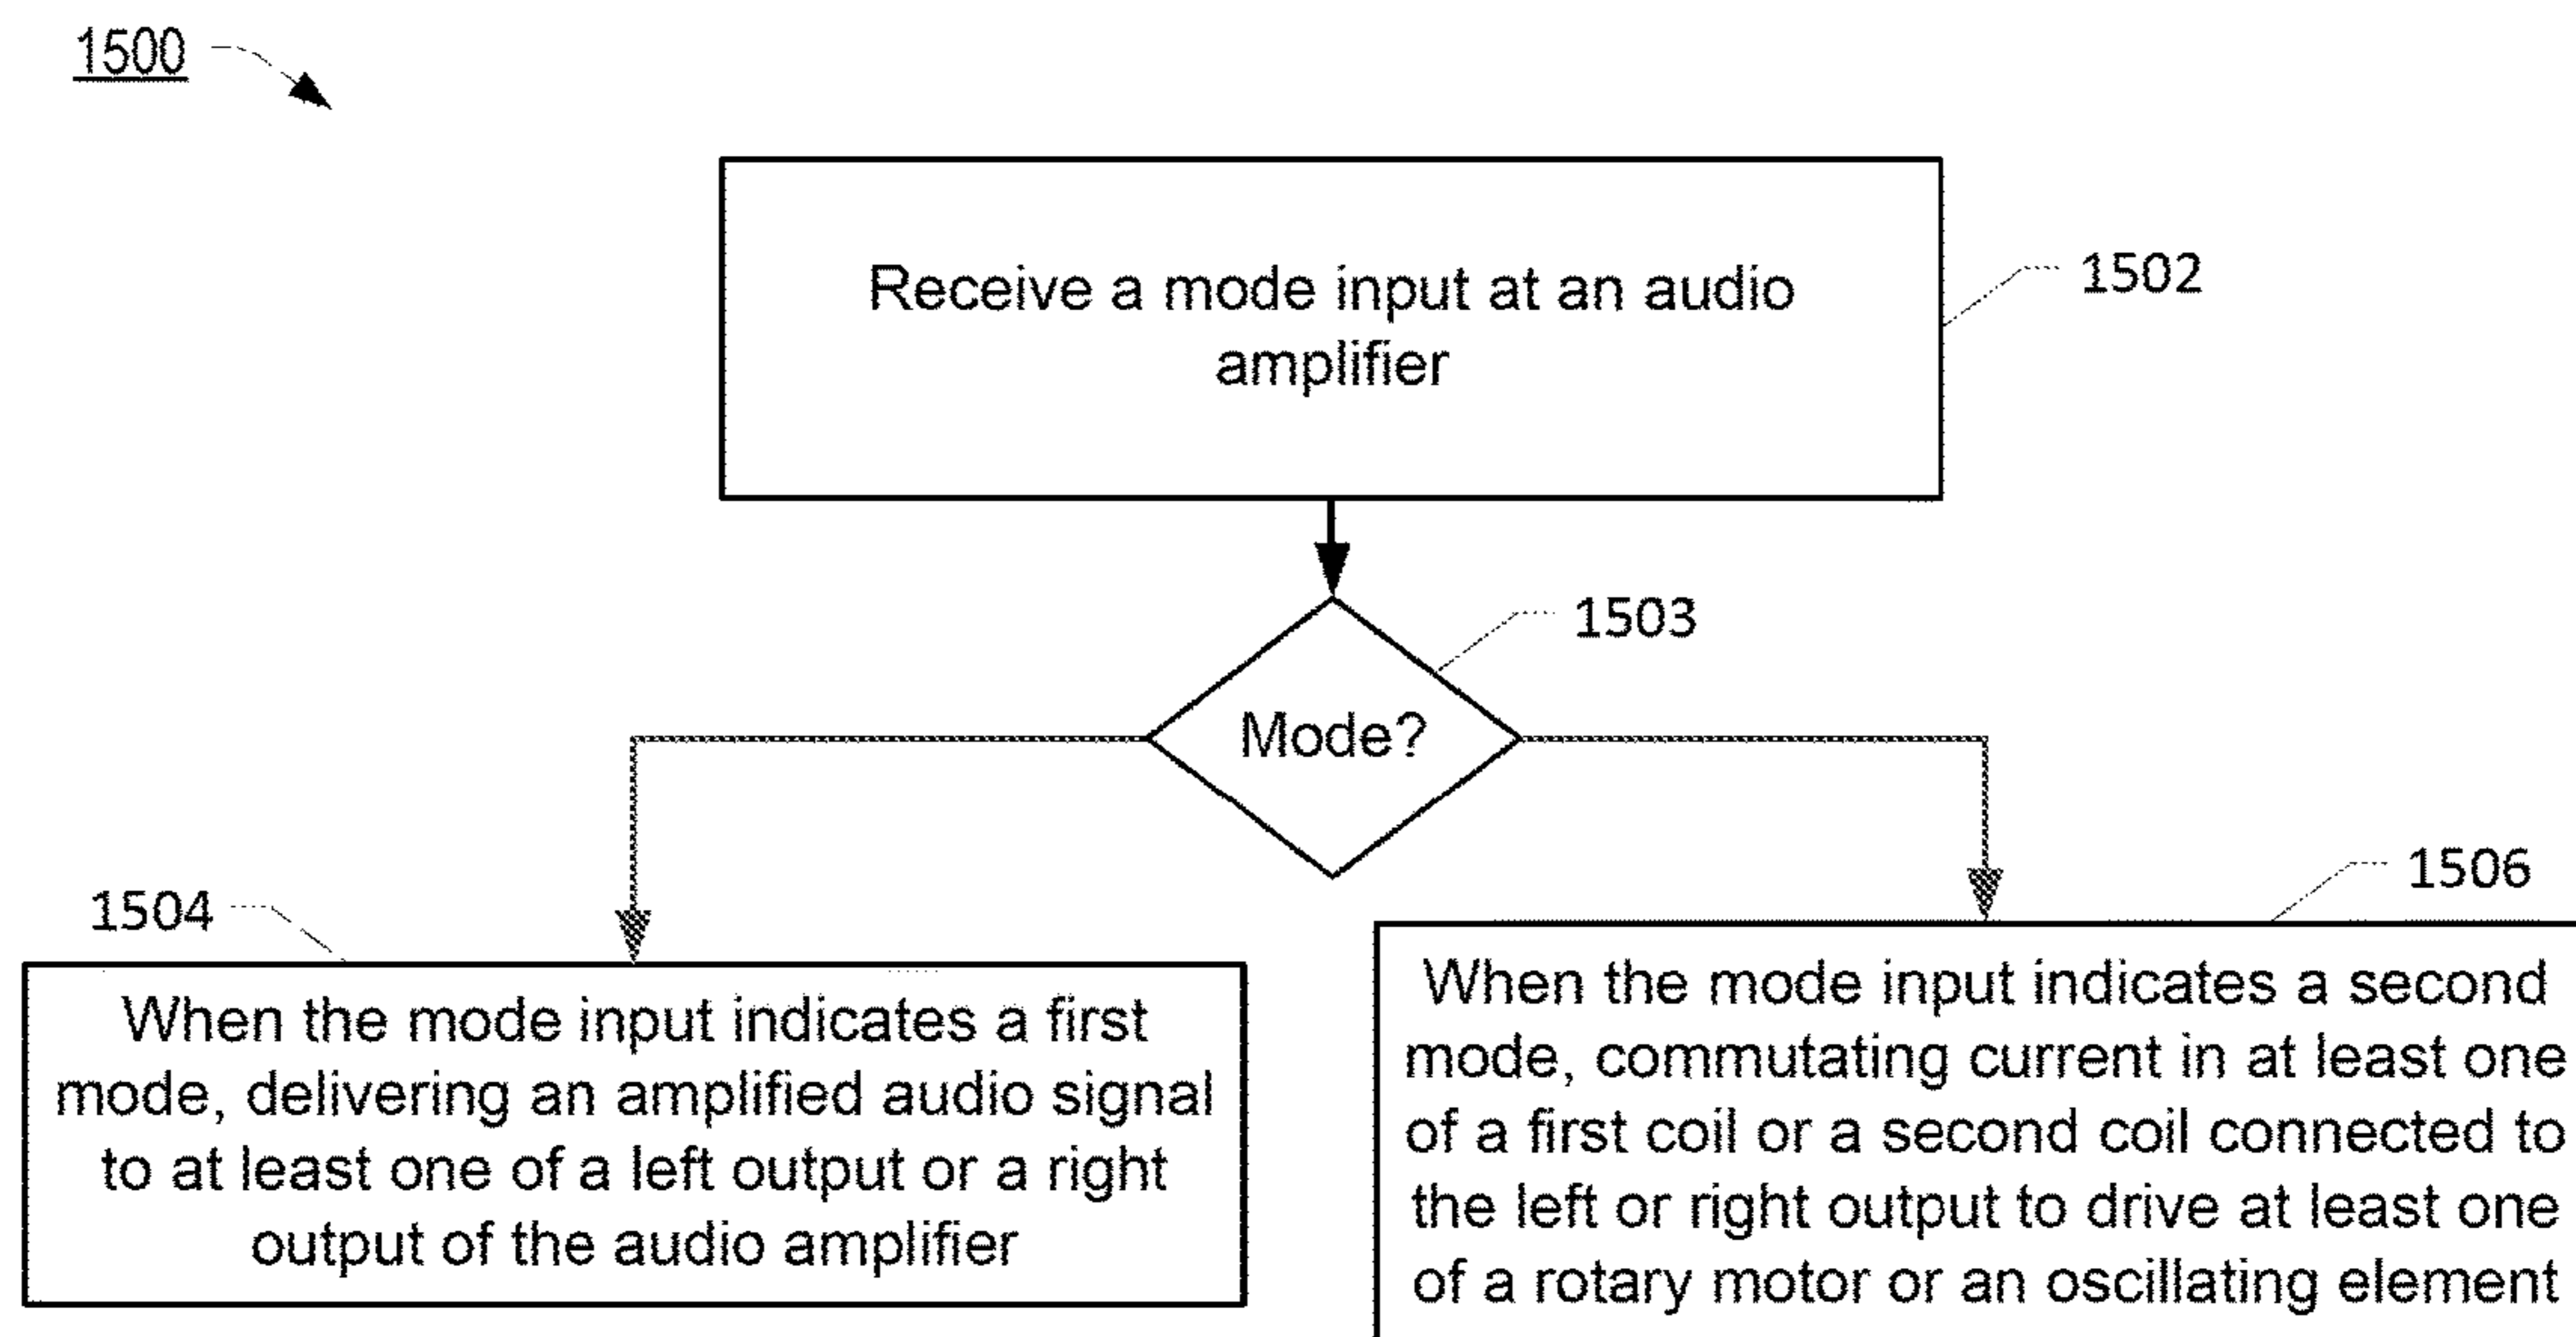 1500
Receive a mode input at an audio
amplifier
1502
1503
Mode?
1504
When the mode input indicates a first
mode, delivering an amplified audio signal
to at least one of a left output or a right
output of the audio amplifier
1506
When the mode input indicates a second
mode, commutating current in at least one
of a first coil or a second coil connected to
the left or right output to drive at least one
of a rotary motor or an oscillating element